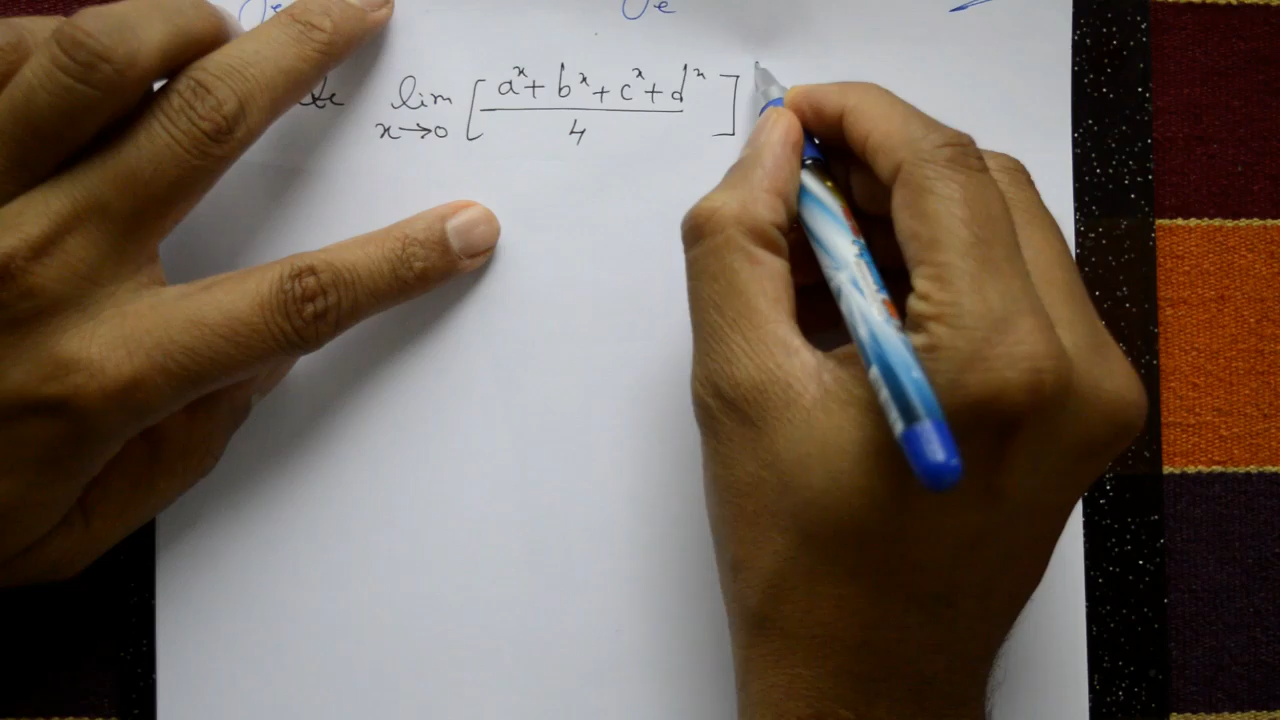 lim [ (a^x + b^x + c^x + d^x) / 4 ]
x→0